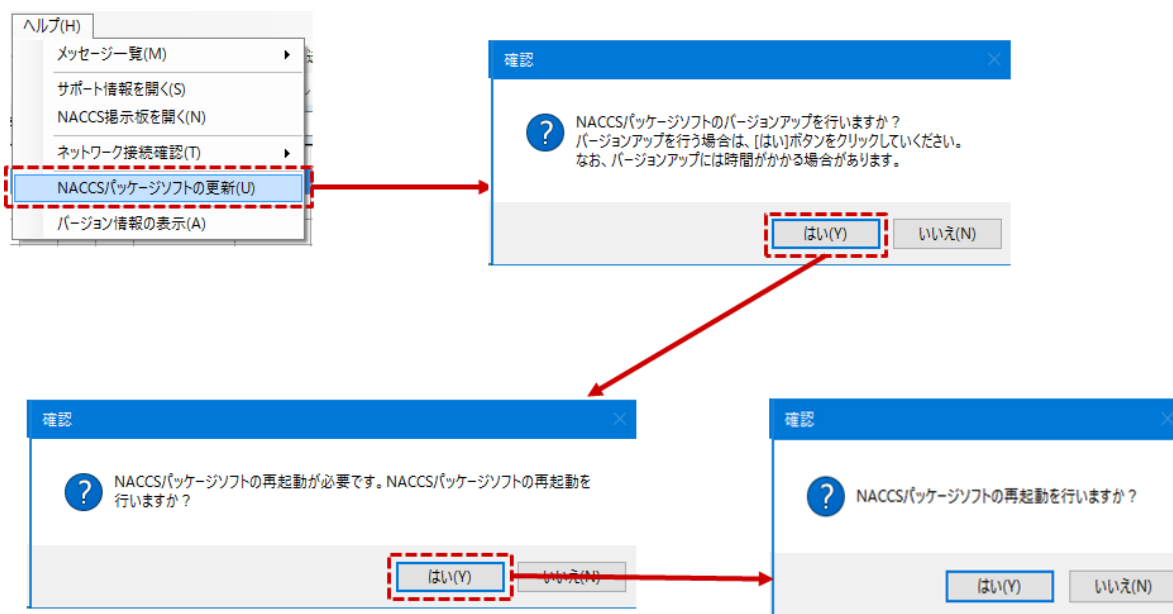 ヘルプ(H)
メッセージ一覧(M)
サポート情報を開く(S)
NACCS掲示板を開く(N)
ネットワーク接続確認(T)
NACCSパッケージソフトの更新(U)
バージョン情報の表示(A)
確認
NACCSパッケージソフトのバージョンアップを行いますか？
バージョンアップを行う場合は、[はい]ボタンをクリックしていください。
なお、バージョンアップには時間がかかる場合があります。
はい(Y)
いいえ(N)
確認
NACCSパッケージソフトの再起動が必要です。NACCSパッケージソフトの再起動を
行いますか？
はい(Y)
いいえ(N)
確認
NACCSパッケージソフトの再起動を行いますか？
はい(Y)
いいえ(N)